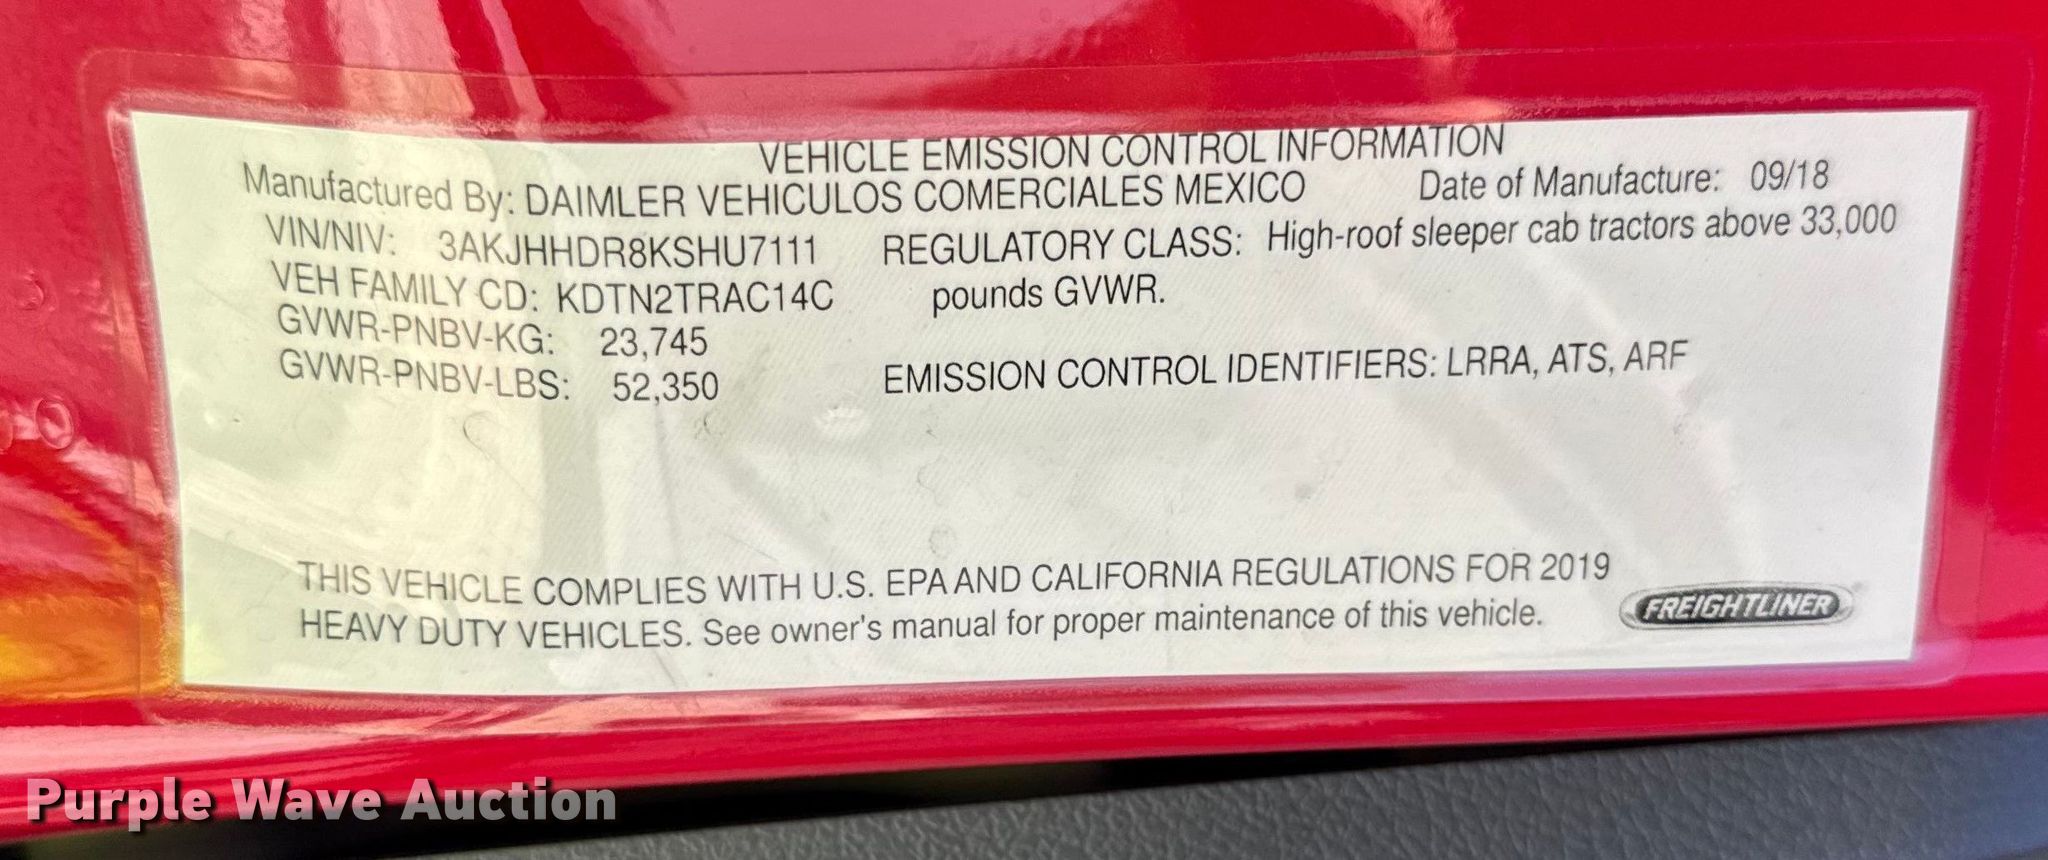 VEHICLE EMISSION CONTROL INFORMATION
Manufactured By: DAIMLER VEHICULOS COMERCIALES MEXICO Date of Manufacture: 09/18
VIN/NIV: 3AKJHHDR8KSHU7111 REGULATORY CLASS: High-roof sleeper cab tractors above 33,000
VEH FAMILY CD: KDTN2TRAC14C pounds GVWR.
GVWR-PNBV-KG: 23,745
GVWR-PNBV-LBS: 52,350 EMISSION CONTROL IDENTIFIERS: LRRA, ATS, ARF
THIS VEHICLE COMPLIES WITH U.S. EPA AND CALIFORNIA REGULATIONS FOR 2019
HEAVY DUTY VEHICLES. See owner's manual for proper maintenance of this vehicle.
FREIGHTLINER
Purple Wave Auction